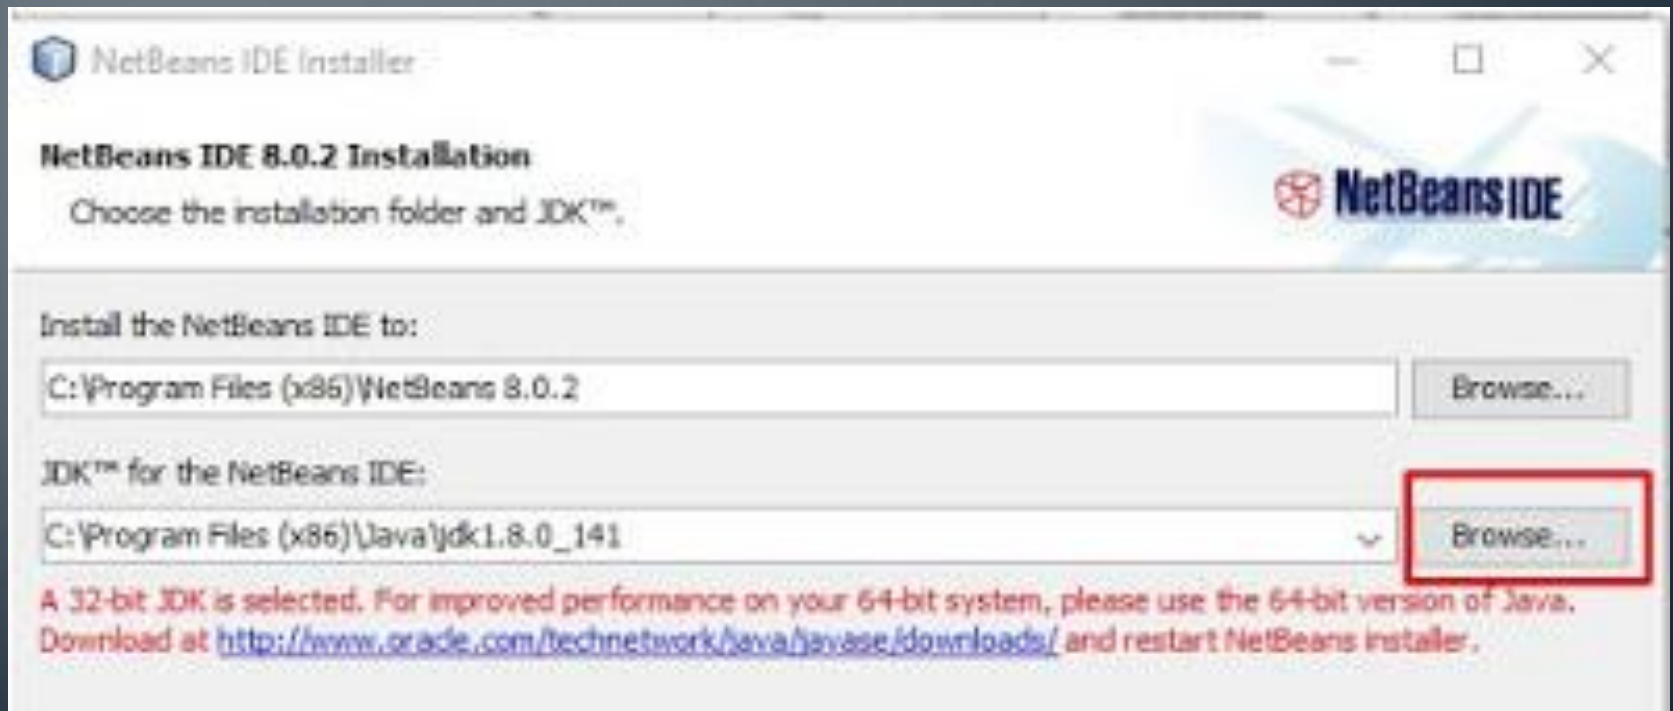 NetBeans IDE Installer
NetBeans IDE 8.0.2 Installation
Choose the installation folder and JDK™.
NetBeans IDE
Install the NetBeans IDE to:
C:\Program Files (x86)\NetBeans 8.0.2
Browse...
JDK™ for the NetBeans IDE:
C:\Program Files (x86)\Java\jdk1.8.0_141
Browse...
A 32-bit JDK is selected. For improved performance on your 64-bit system, please use the 64-bit version of Java.
Download at http://www.oracle.com/technetwork/java/javase/downloads/ and restart NetBeans installer.